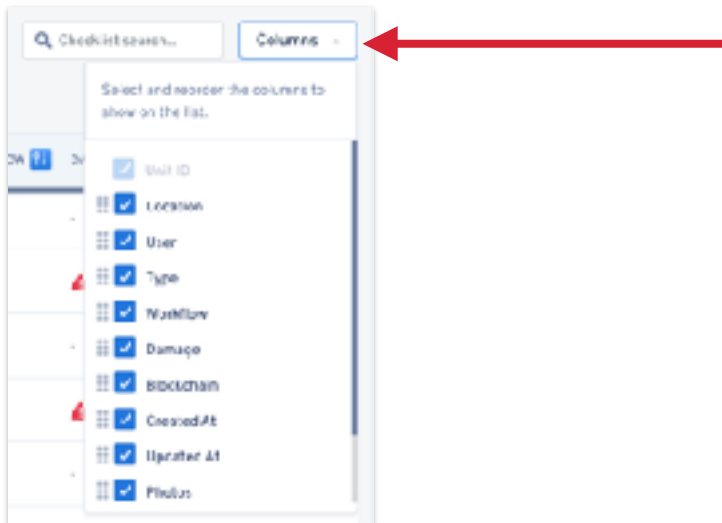 Checklist search...
Columns
Select and reorder the columns to
show on the list.
Unit ID
Location
User
Type
Workflow
Damage
Blockchain
Created At
Updated At
Photos